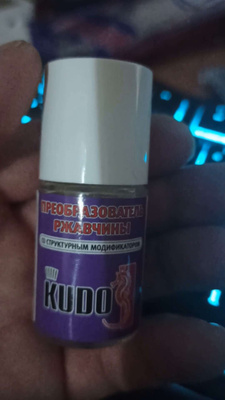 ПРЕОБРАЗОВАТЕЛЬ
РЖАВЧИНЫ
СО СТРУКТУРНЫМ МОДИФИКАТОРОМ
KUDO